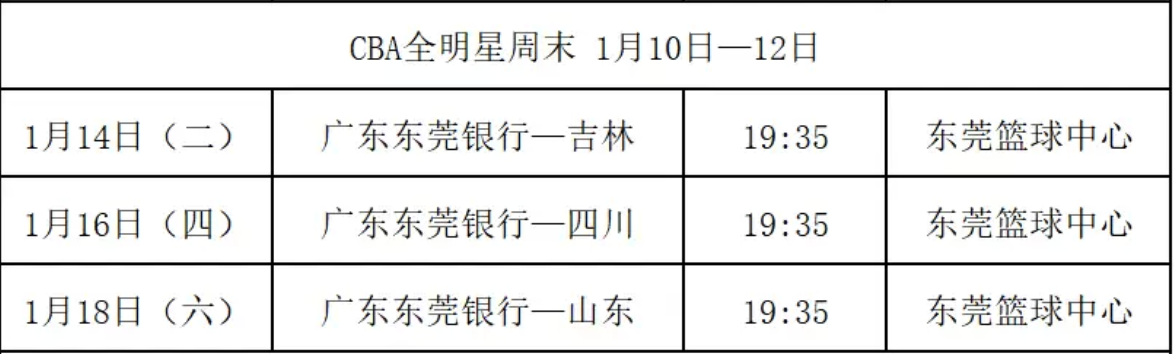 CBA全明星周末 1月10日—12日
1月14日（二） 广东东莞银行—吉林 19:35 东莞篮球中心
1月16日（四） 广东东莞银行—四川 19:35 东莞篮球中心
1月18日（六） 广东东莞银行—山东 19:35 东莞篮球中心